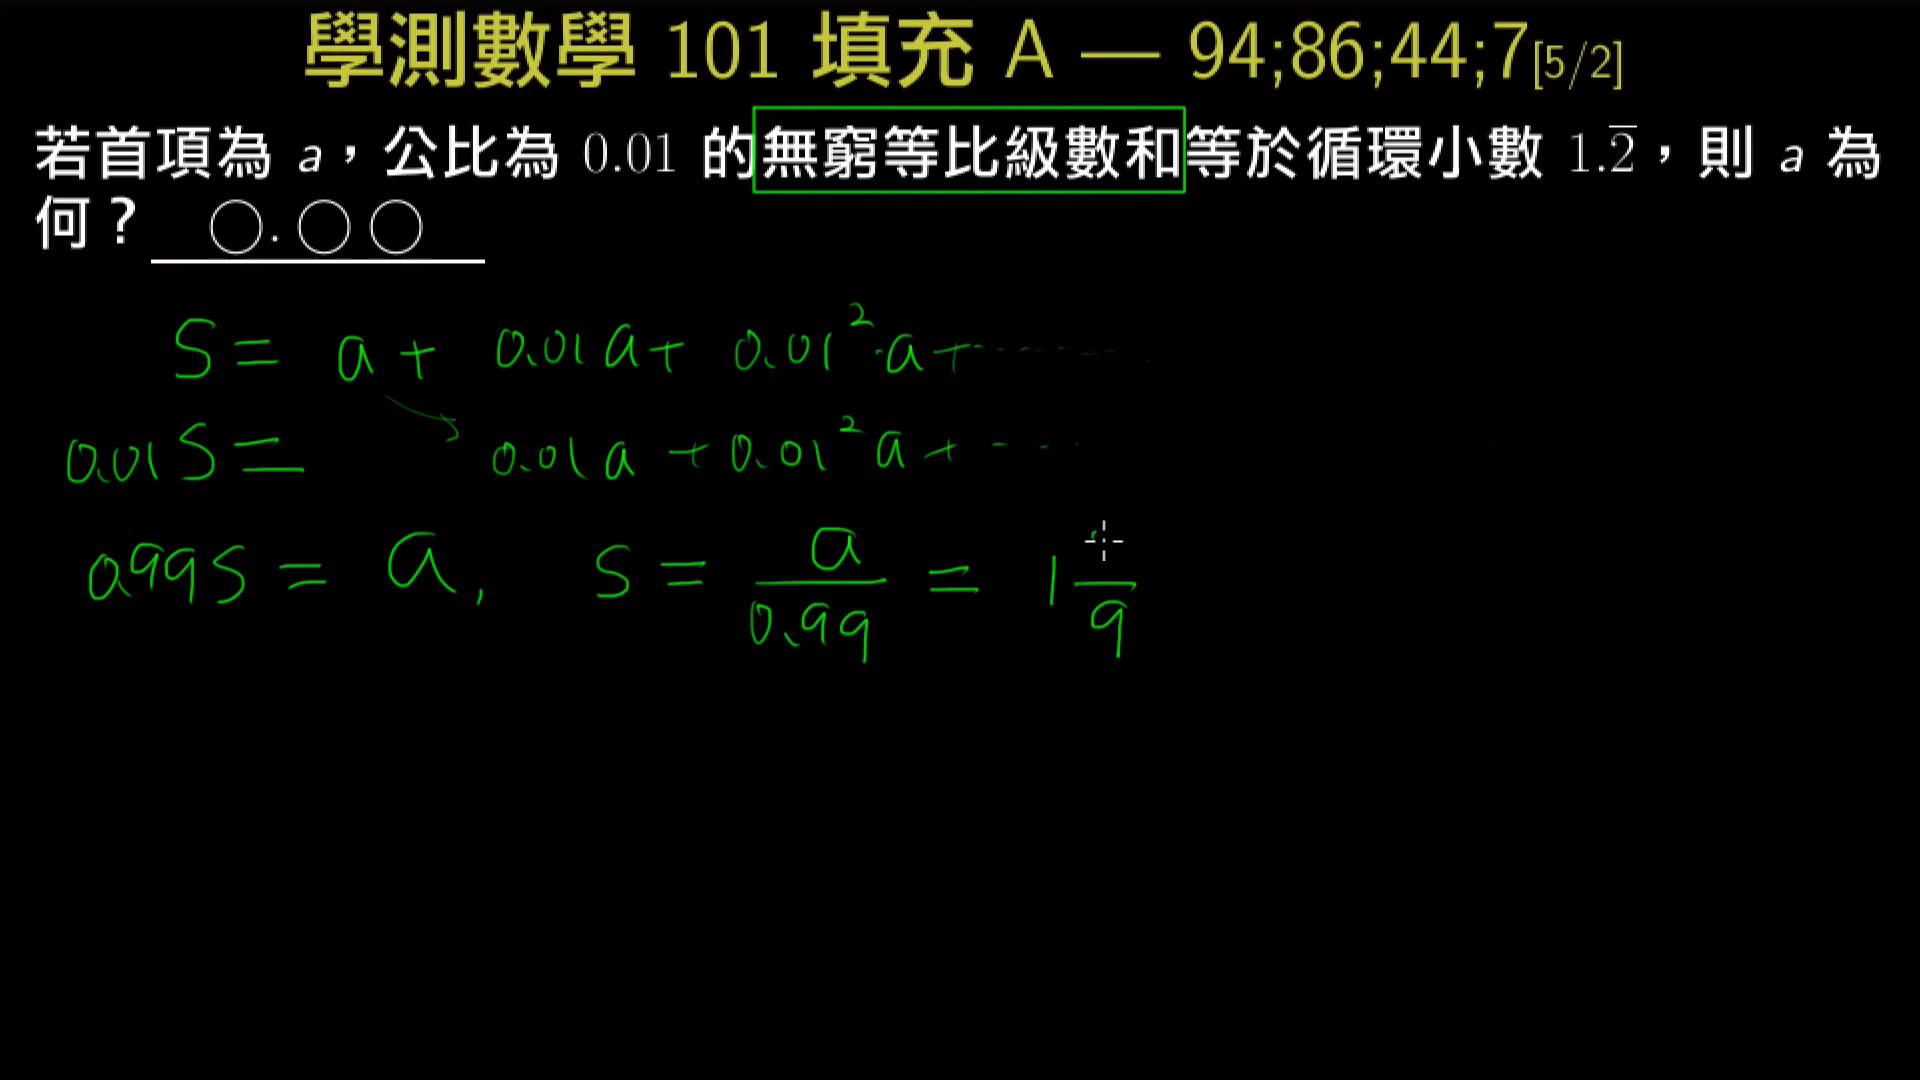 學測數學 101 填充 A — 94;86;44;7[5/2]
若首項為 a，公比為 0.01 的無窮等比級數和等於循環小數 1.2̅，則 a 為
何？ ○.○○
S = a + 0.01a + 0.01²·a + ······
0.01S = 0.01a + 0.01²a + ····
0.99S = a, S = a/0.99 = 1 /9